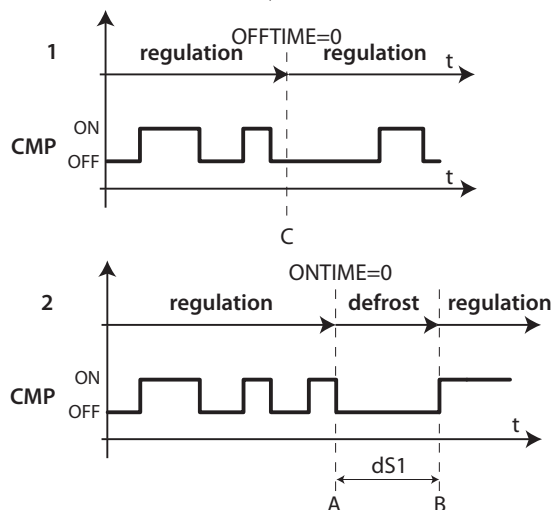 OFFTIME=0
1 regulation regulation t
ON
CMP
OFF
t
C
ONTIME=0
2 regulation defrost regulation
ON
CMP
OFF
t
dS1
A B